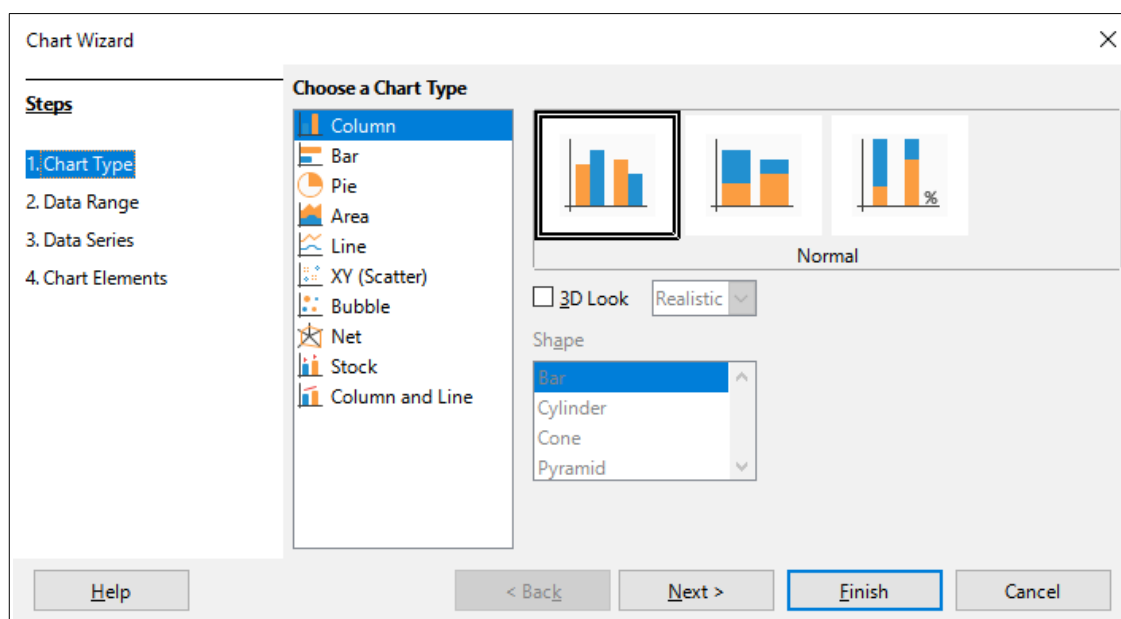 Chart Wizard
Steps
1. Chart Type
2. Data Range
3. Data Series
4. Chart Elements
Choose a Chart Type
Column
Bar
Pie
Area
Line
XY (Scatter)
Bubble
Net
Stock
Column and Line
%
Normal
3D Look
Realistic
Shape
Bar
Cylinder
Cone
Pyramid
Help
< Back
Next >
Finish
Cancel